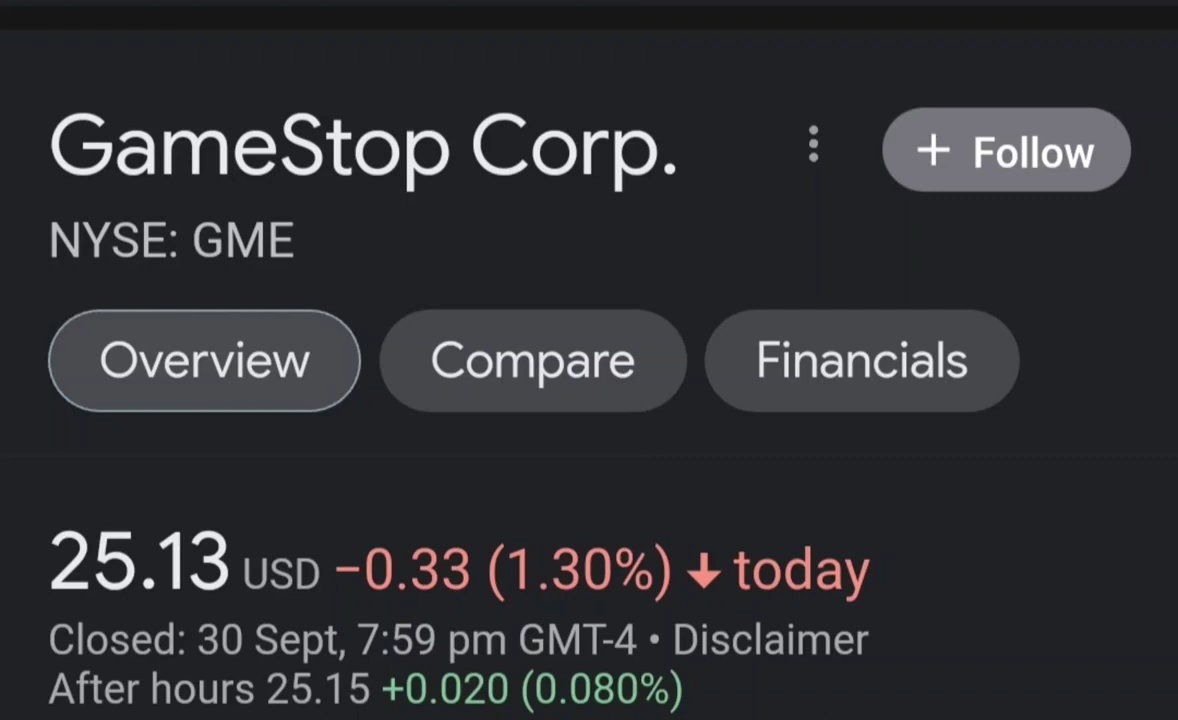 GameStop Corp.
+ Follow
NYSE: GME
Overview Compare Financials
25.13 USD −0.33 (1.30%) ↓ today
Closed: 30 Sept, 7:59 pm GMT-4 • Disclaimer
After hours 25.15 +0.020 (0.080%)